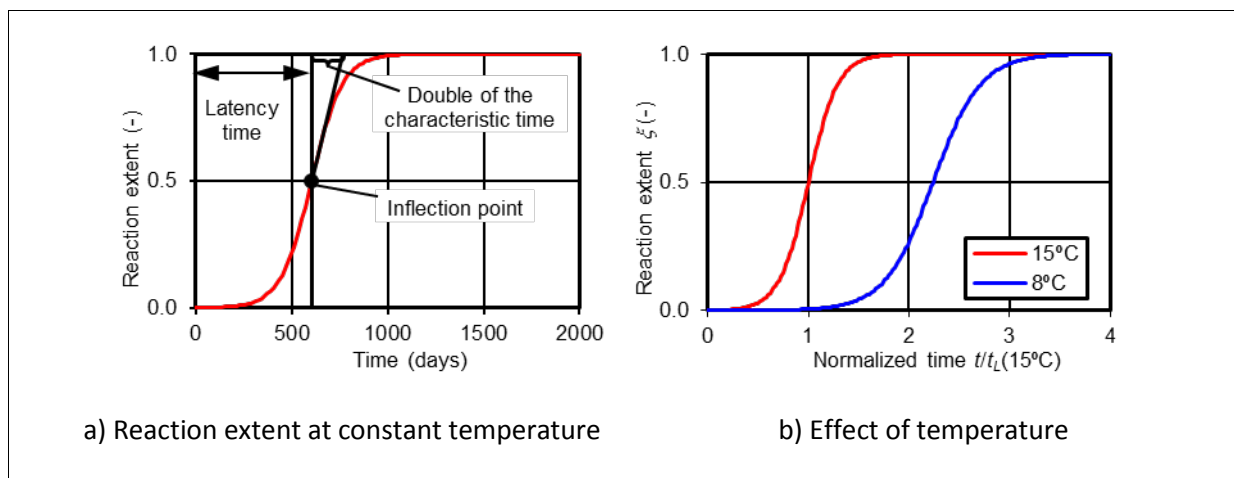 1.0
0.5
0.0
Reaction extent (-)
Latency
time
Double of the
characteristic time
Inflection point
0 500 1000 1500 2000
Time (days)
a) Reaction extent at constant temperature
1.0
0.5
0.0
Reaction extent ξ(-)
15ºC
8ºC
0 1 2 3 4
Normalized time t/tL(15ºC)
b) Effect of temperature